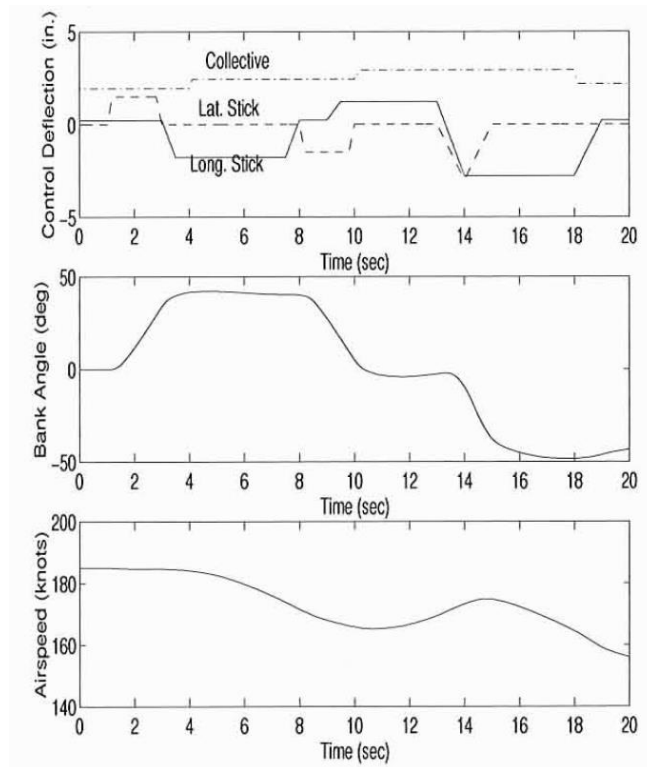 Control Deflection (in.)
5
0
-5
Collective
Lat. Stick
Long. Stick
0 2 4 6 8 10 12 14 16 18 20
Time (sec)
Bank Angle (deg)
50
0
-50
0 2 4 6 8 10 12 14 16 18 20
Time (sec)
Airspeed (knots)
200
180
160
140
0 2 4 6 8 10 12 14 16 18 20
Time (sec)